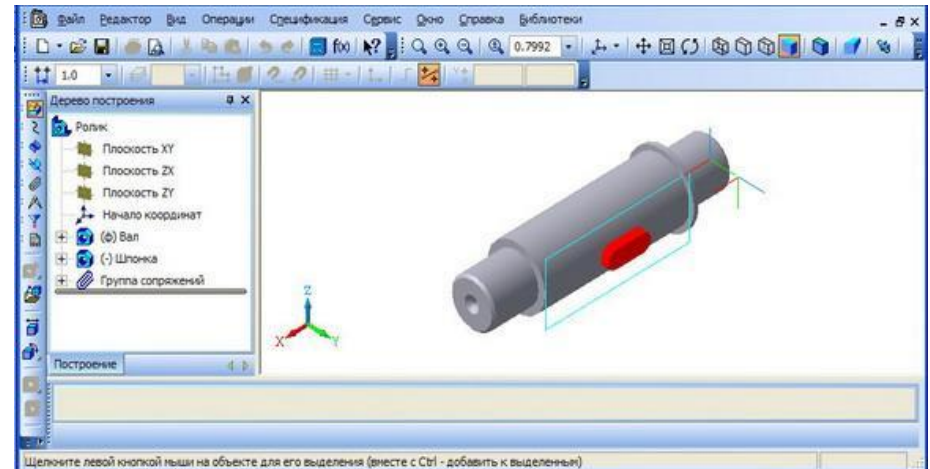 Файл Редактор Вид Операции Спецификация Сервис Окно Справка Библиотеки
f(x) 0.7992
1.0
Дерево построения
Ролик
Плоскость XY
Плоскость ZX
Плоскость ZY
Начало координат
(ф) Вал
(-) Шпонка
Группа сопряжений
Z
X Y
Построение
Щелкните левой кнопкой мыши на объекте для его выделения (вместе с Ctrl - добавить к выделенным)